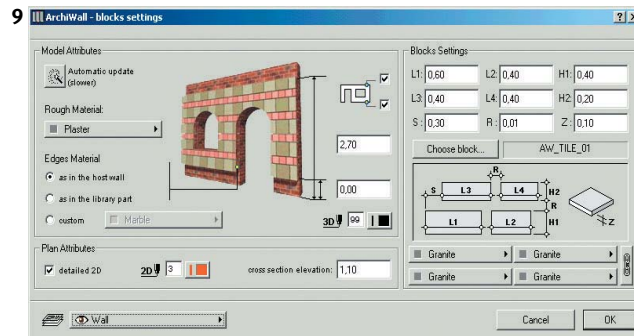 9
ArchiWall - blocks settings
Model Attributes
Automatic update
(slower)
Rough Material:
Plaster
Edges Material
as in the host wall
as in the library part
custom
Marble
2,70
0,00
3D 99
Plan Attributes
detailed 2D
2D 3
cross section elevation: 1,10
Blocks Settings
L1: 0,60 L2: 0,40 H1: 0,40
L3: 0,40 L4: 0,40 H2: 0,20
S : 0,30 R : 0,01 Z : 0,10
Choose block... AW_TILE_01
R
S L3 L4 H2
R
L1 L2 H1 Z
Granite Granite
Granite Granite
Wall
Cancel OK